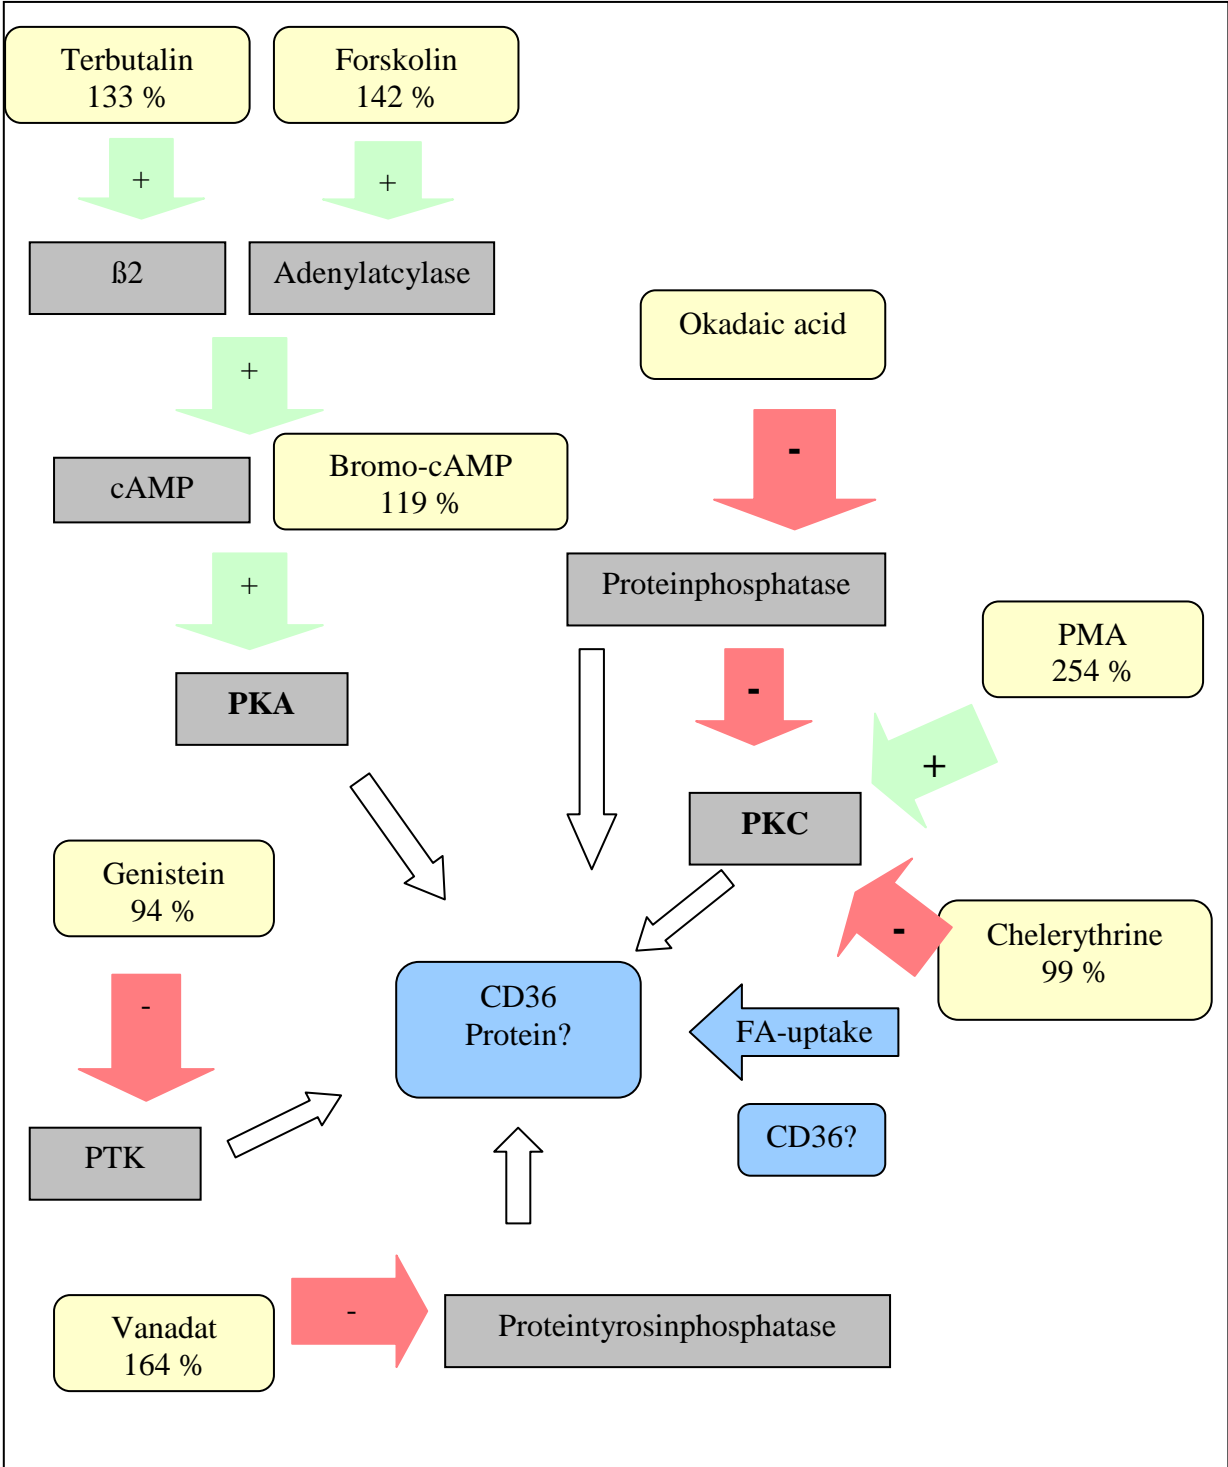 Terbutalin
133 %
Forskolin
142 %
+
+
ß2
Adenylatcylase
Okadaic acid
+
-
cAMP
Bromo-cAMP
119 %
+
Proteinphosphatase
PMA
254 %
PKA
-
+
PKC
Genistein
94 %
-
Chelerythrine
99 %
CD36
Protein?
FA-uptake
-
CD36?
PTK
Vanadat
164 %
-
Proteintyrosinphosphatase